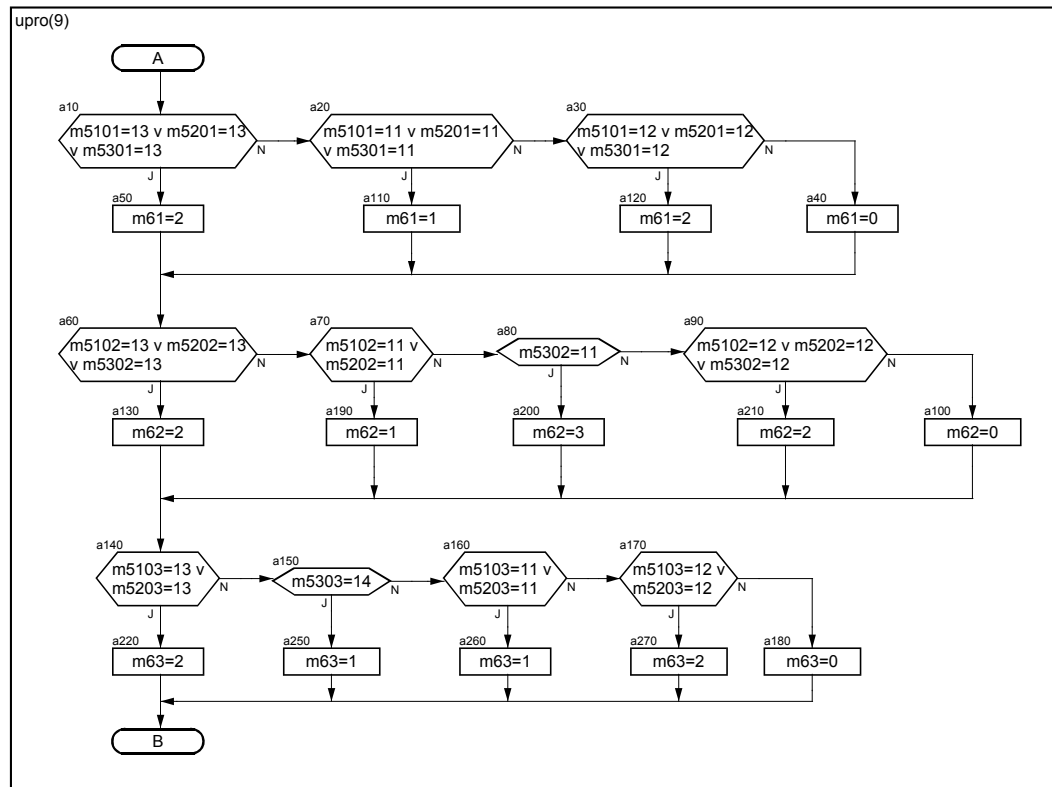 upro(9)
A
a10
m5101=13 v m5201=13
v m5301=13
N
J
a20
m5101=11 v m5201=11
v m5301=11
N
J
a30
m5101=12 v m5201=12
v m5301=12
N
J
a50
m61=2
a110
m61=1
a120
m61=2
a40
m61=0
a60
m5102=13 v m5202=13
v m5302=13
N
J
a70
m5102=11 v
m5202=11
N
J
a80
m5302=11
N
J
a90
m5102=12 v m5202=12
v m5302=12
N
J
a130
m62=2
a190
m62=1
a200
m62=3
a210
m62=2
a100
m62=0
a140
m5103=13 v
m5203=13
N
J
a150
m5303=14
N
J
a160
m5103=11 v
m5203=11
N
J
a170
m5103=12 v
m5203=12
N
J
a220
m63=2
a250
m63=1
a260
m63=1
a270
m63=2
a180
m63=0
B